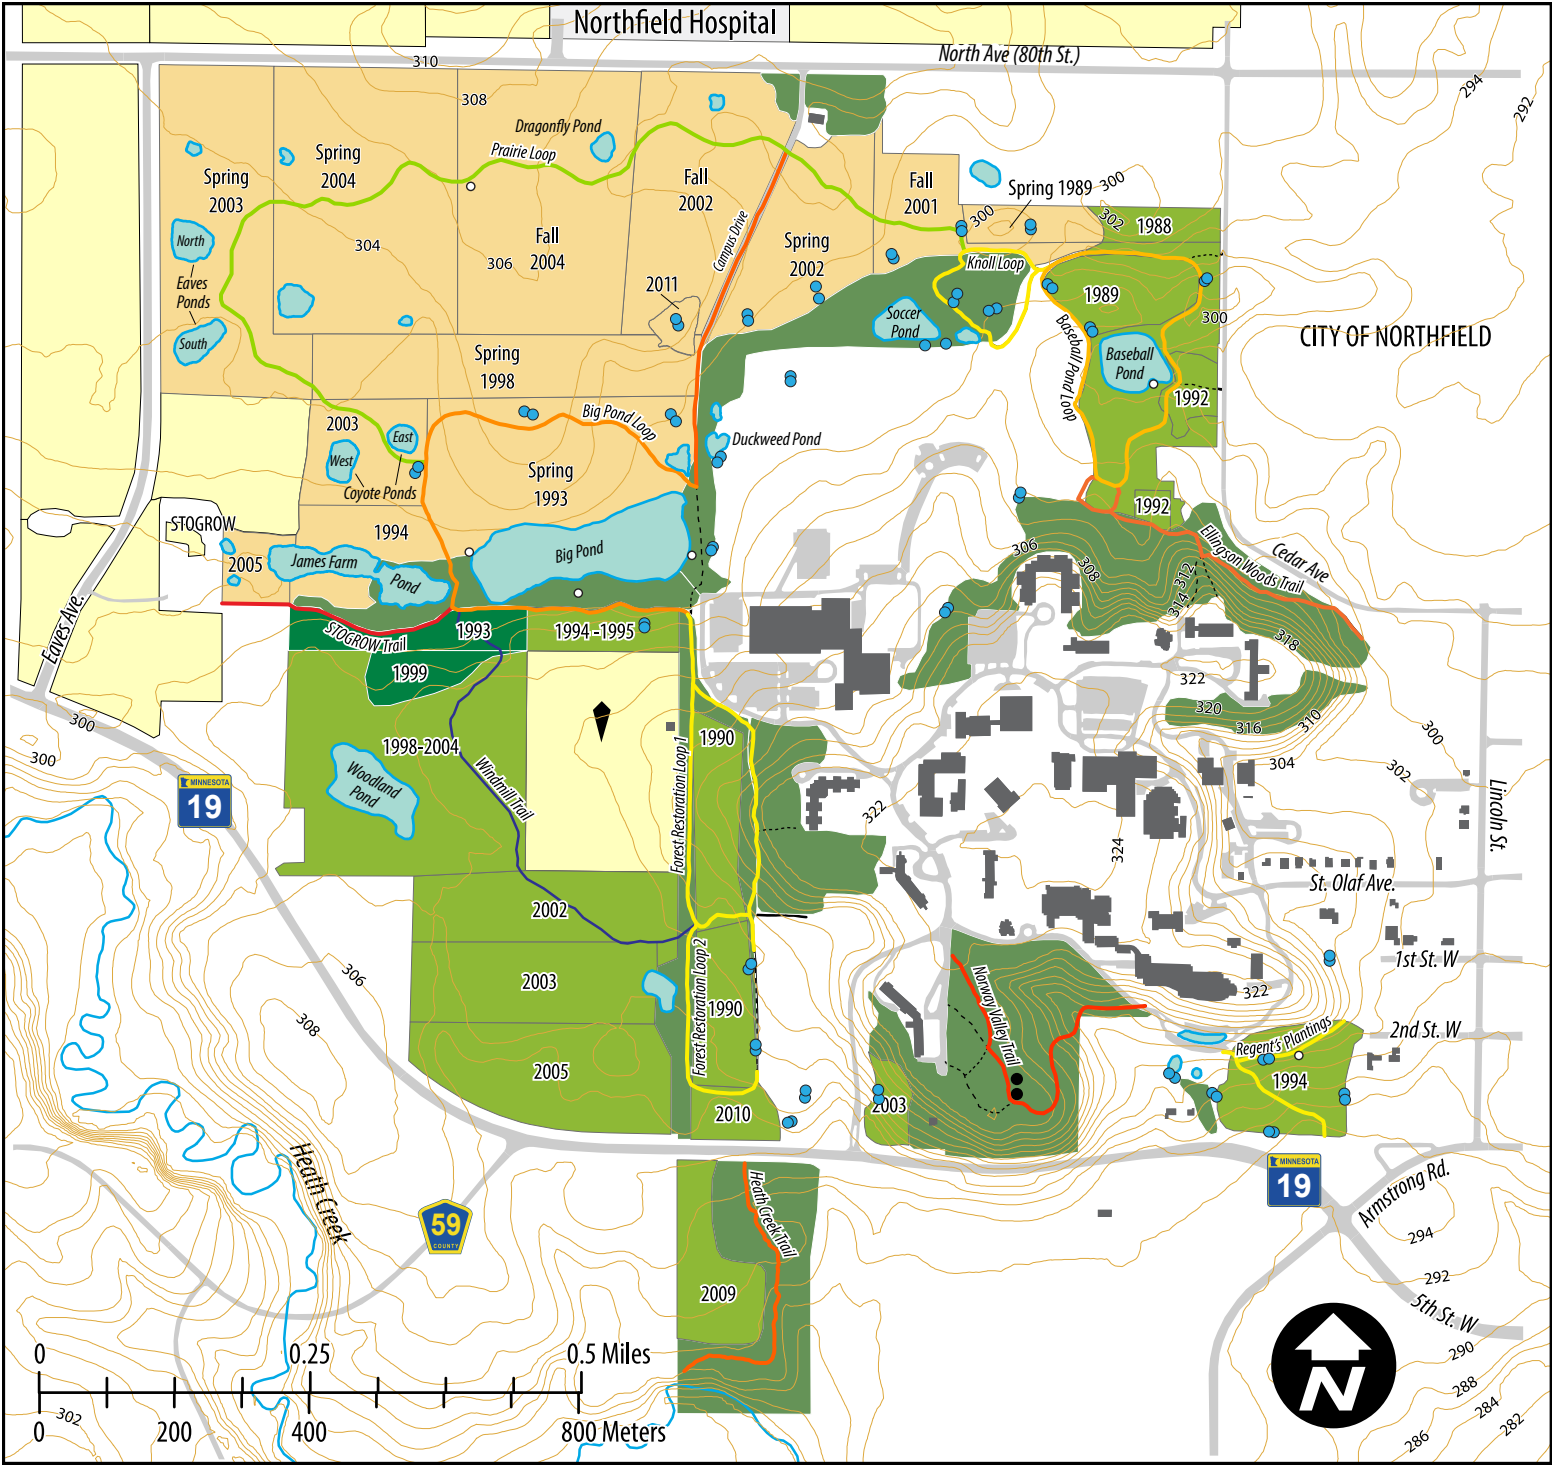 Northfield Hospital
North Ave (80th St.)
310
308
294
292
Dragonfly Pond
Prairie Loop
Spring
2004
Spring
2003
Fall
2002
Fall
2001
Spring 1989
300
300
302
1988
North
304
Fall
2004
306
Campus Drive
Spring
2002
Knoll Loop
Eaves
Ponds
2011
1989
300
South
Soccer
Pond
Baseball Pond Loop
Baseball
Pond
CITY OF NORTHFIELD
Spring
1998
1992
2003
East
West
Big Pond Loop
Duckweed Pond
Coyote Ponds
Spring
1993
STOGROW
1994
1992
2005
James Farm
Pond
Big Pond
306
308
312
314
Ellingson Woods Trail
Cedar Ave
Eaves Ave.
STOGROW Trail
1993
1994 -1995
318
1999
322
320
316
310
300
300
300
1998-2004
1990
304
302
Woodland
Pond
Windmill Trail
Forest Restoration Loop 1
MINNESOTA
19
322
324
Lincoln St.
St. Olaf Ave.
2002
306
2003
Forest Restoration Loop 2
1990
Norway Valley Trail
322
1st St. W
308
2nd St. W
Regent's Plantings
2005
1994
2010
2003
Heath Creek
MINNESOTA
19
Armstrong Rd.
59
COUNTY
Heath Creek Trail
294
2009
292
5th St. W
290
0
0.25
0.5 Miles
N
288
284
282
302
0
200
400
800 Meters
286